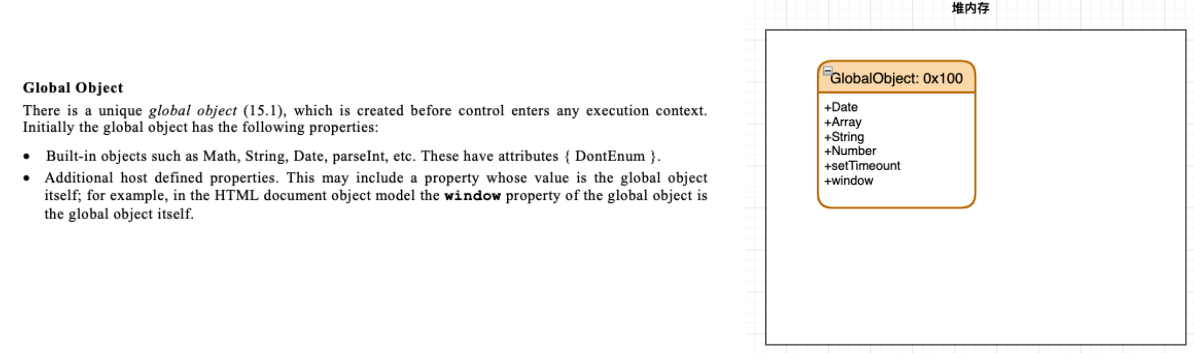 Global Object
There is a unique global object (15.1), which is created before control enters any execution context.
Initially the global object has the following properties:
• Built-in objects such as Math, String, Date, parseInt, etc. These have attributes { DontEnum }.
• Additional host defined properties. This may include a property whose value is the global object
itself; for example, in the HTML document object model the window property of the global object is
the global object itself.
堆内存
GlobalObject: 0x100
+Date
+Array
+String
+Number
+setTimeount
+window